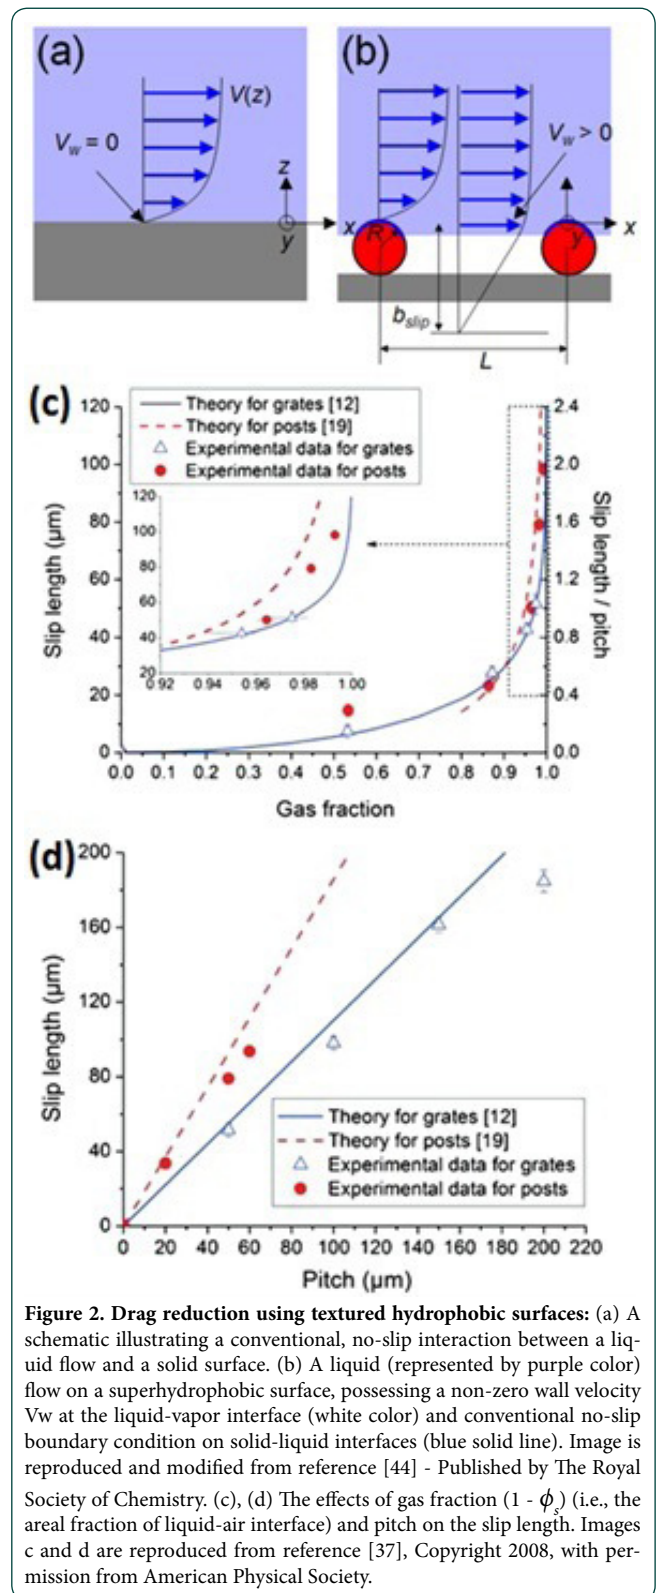 (a)
(b)
V(z)
V_w = 0
V_w > 0
z
x
y
R
y
x
b_slip
L
(c)
Theory for grates [12]
Theory for posts [19]
Experimental data for grates
Experimental data for posts
120
100
80
60
40
20
0
Slip length (μm)
120
100
80
60
40
20
0.92 0.94 0.96 0.98 1.00
2.4
2.0
1.6
1.2
0.8
0.4
0.0
Slip length / pitch
0.0 0.1 0.2 0.3 0.4 0.5 0.6 0.7 0.8 0.9 1.0
Gas fraction
(d)
200
160
120
80
40
0
Slip length (μm)
Theory for grates [12]
Theory for posts [19]
Experimental data for grates
Experimental data for posts
0 20 40 60 80 100 120 140 160 180 200 220
Pitch (μm)
Figure 2. Drag reduction using textured hydrophobic surfaces: (a) A
schematic illustrating a conventional, no-slip interaction between a liq-
uid flow and a solid surface. (b) A liquid (represented by purple color)
flow on a superhydrophobic surface, possessing a non-zero wall velocity
Vw at the liquid-vapor interface (white color) and conventional no-slip
boundary condition on solid-liquid interfaces (blue solid line). Image is
reproduced and modified from reference [44] - Published by The Royal
Society of Chemistry. (c), (d) The effects of gas fraction (1 - ϕ_s) (i.e., the
areal fraction of liquid-air interface) and pitch on the slip length. Images
c and d are reproduced from reference [37], Copyright 2008, with per-
mission from American Physical Society.